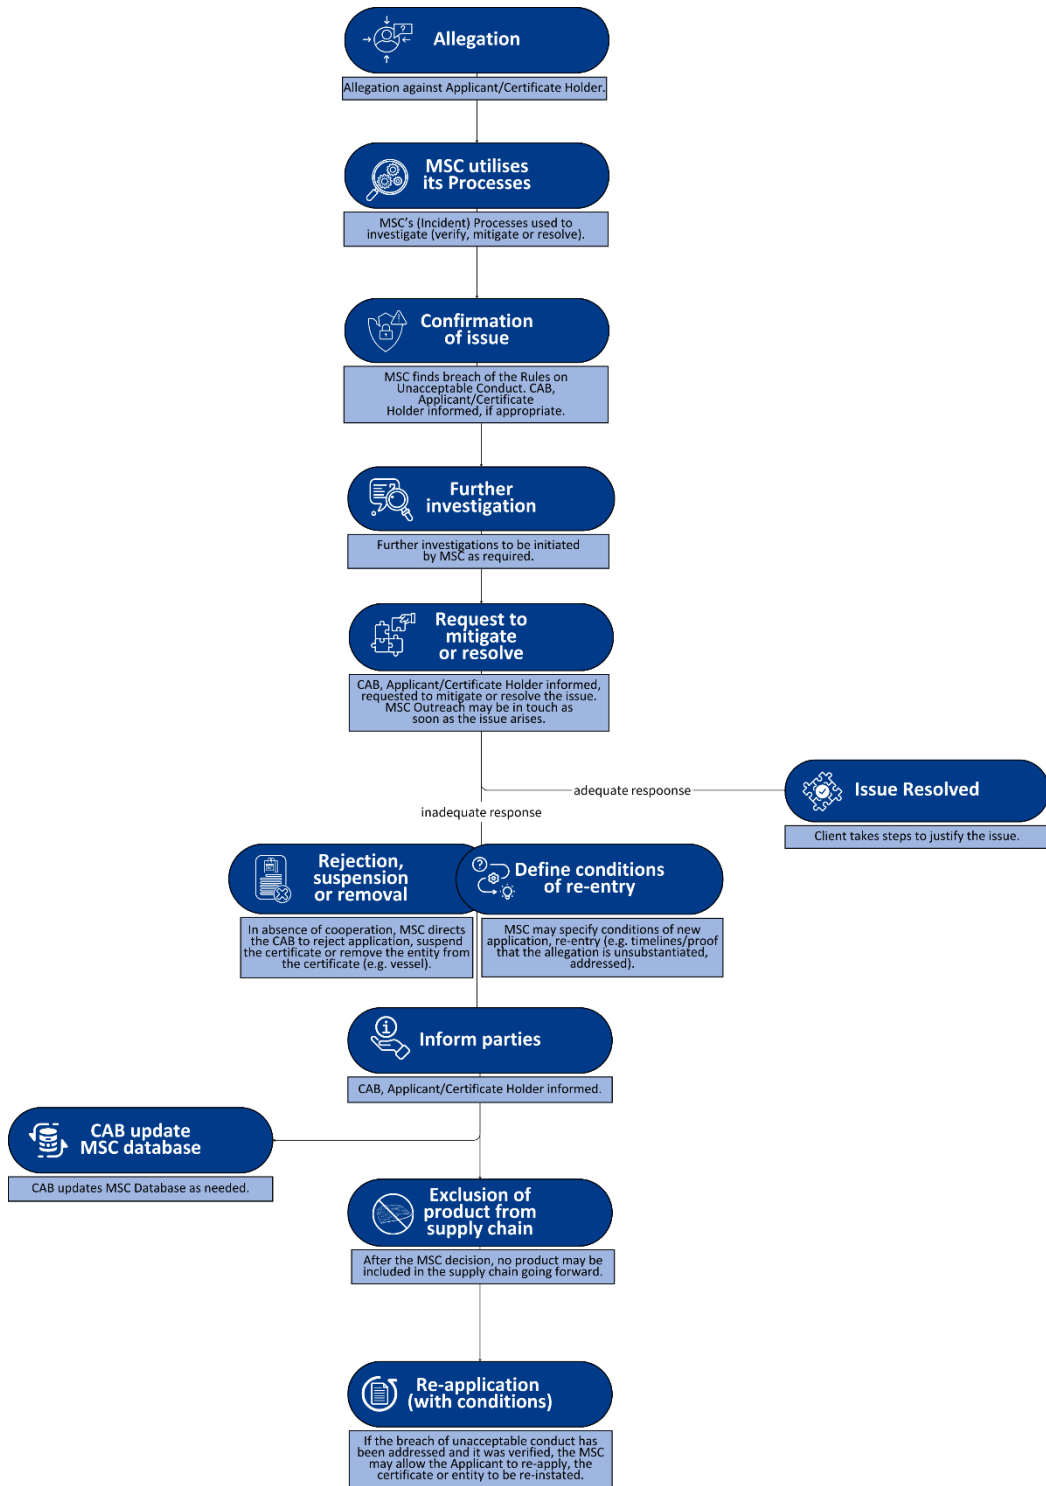 Allegation
Allegation against Applicant/Certificate Holder.
MSC utilises
its Processes
MSC's (Incident) Processes used to
investigate (verify, mitigate or resolve).
Confirmation
of issue
MSC finds breach of the Rules on
Unacceptable Conduct. CAB,
Applicant/Certificate
Holder informed, if appropriate.
Further
investigation
Further investigations to be initiated
by MSC as required.
Request to
mitigate
or resolve
CAB, Applicant/Certificate Holder informed,
requested to mitigate or resolve the issue.
MSC Outreach may be in touch as
soon as the issue arises.
adequate respoonse
Issue Resolved
Client takes steps to justify the issue.
inadequate response
Rejection,
suspension
or removal
In absence of cooperation, MSC directs
the CAB to reject application, suspend
the certificate or remove the entity from
the certificate (e.g. vessel).
Define conditions
of re-entry
MSC may specify conditions of new
application, re-entry (e.g. timelines/proof
that the allegation is unsubstantiated,
addressed).
Inform parties
CAB, Applicant/Certificate Holder informed.
CAB update
MSC database
CAB updates MSC Database as needed.
Exclusion of
product from
supply chain
After the MSC decision, no product may be
included in the supply chain going forward.
Re-application
(with conditions)
If the breach of unacceptable conduct has
been addressed and it was verified, the MSC
may allow the Applicant to re-apply, the
certificate or entity to be re-instated.